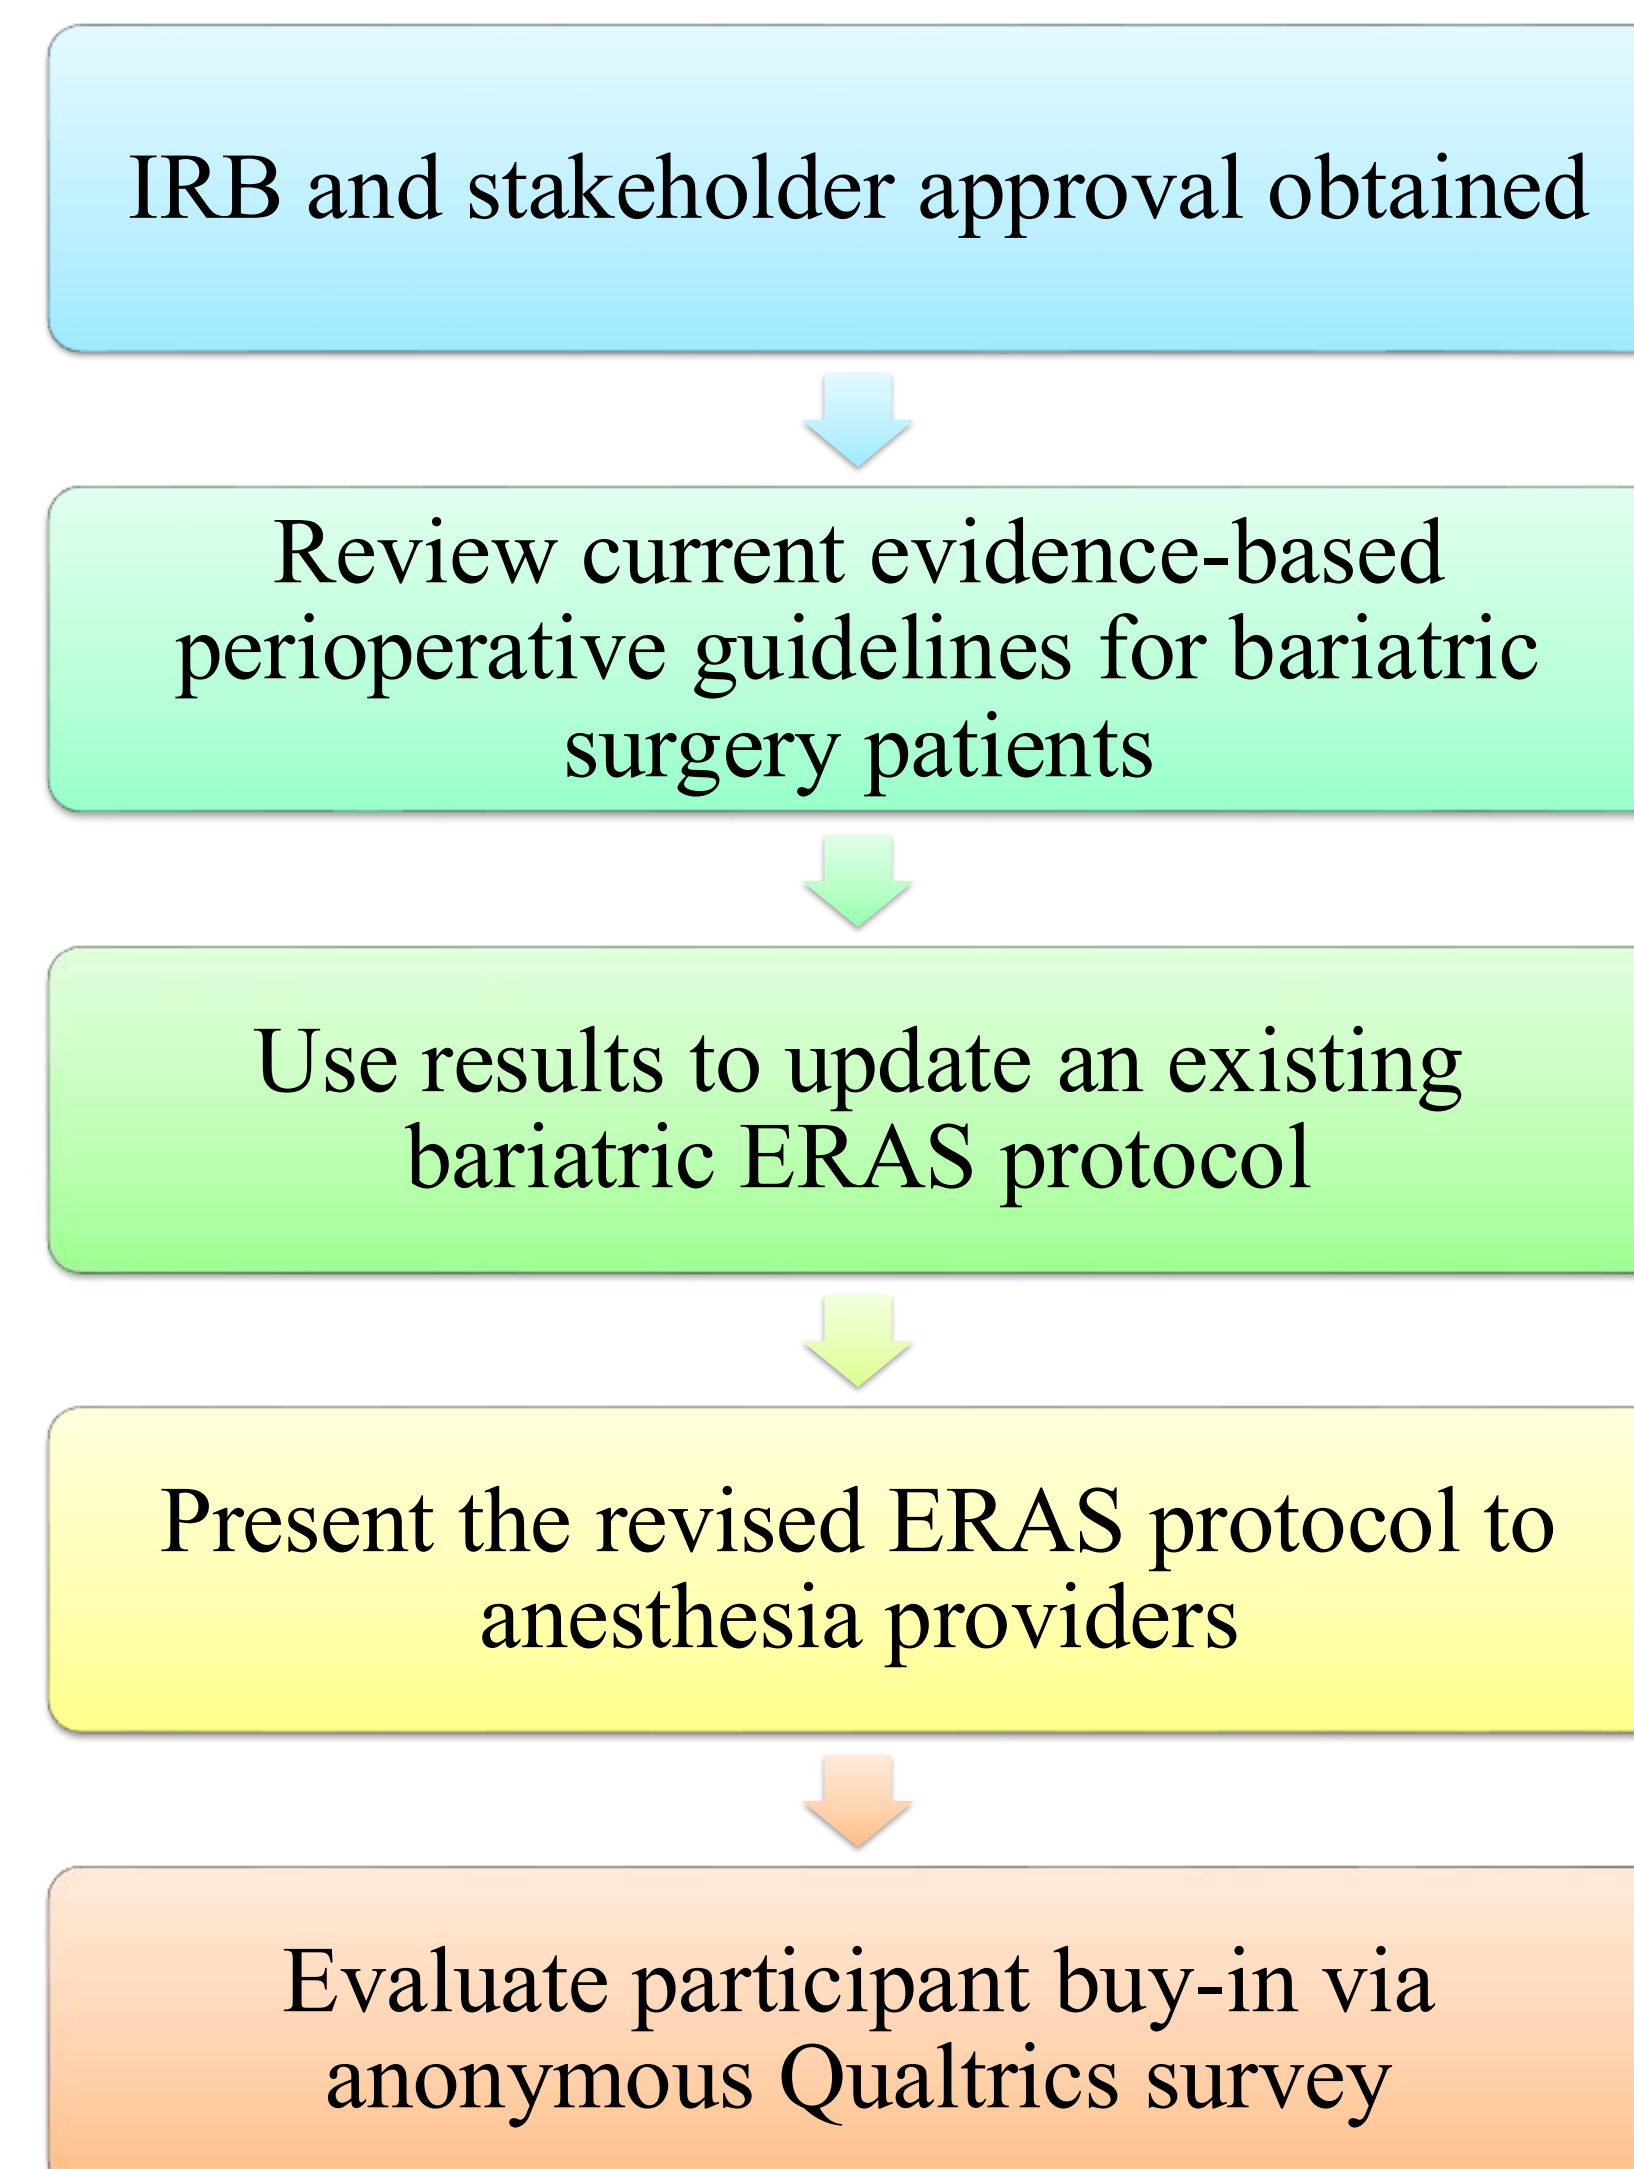 IRB and stakeholder approval obtained
Review current evidence-based
perioperative guidelines for bariatric
surgery patients
Use results to update an existing
bariatric ERAS protocol
Present the revised ERAS protocol to
anesthesia providers
Evaluate participant buy-in via
anonymous Qualtrics survey